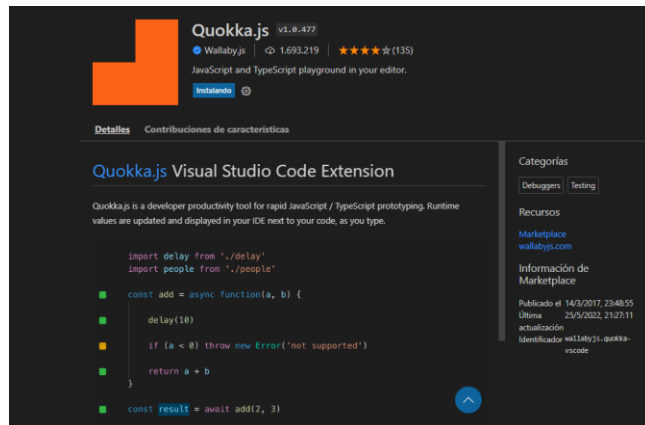 Quokka.js v1.0.477
Wallaby.js 1.693.219 (135)
JavaScript and TypeScript playground in your editor.
Instalando
Detalles Contribuciones de características
Quokka.js Visual Studio Code Extension
Quokka.js is a developer productivity tool for rapid JavaScript / TypeScript prototyping. Runtime
values are updated and displayed in your IDE next to your code, as you type.
import delay from './delay'
import people from './people'
const add = async function(a, b) {
delay(10)
if (a < 0) throw new Error('not supported')
return a + b
}
const result = await add(2, 3)
Categorías
Debuggers Testing
Recursos
Marketplace
wallabyjs.com
Información de
Marketplace
Publicado el 14/3/2017, 23:48:55
Última 25/5/2022, 21:27:11
actualización
Identificador wallabyjs.quokka-
vscode